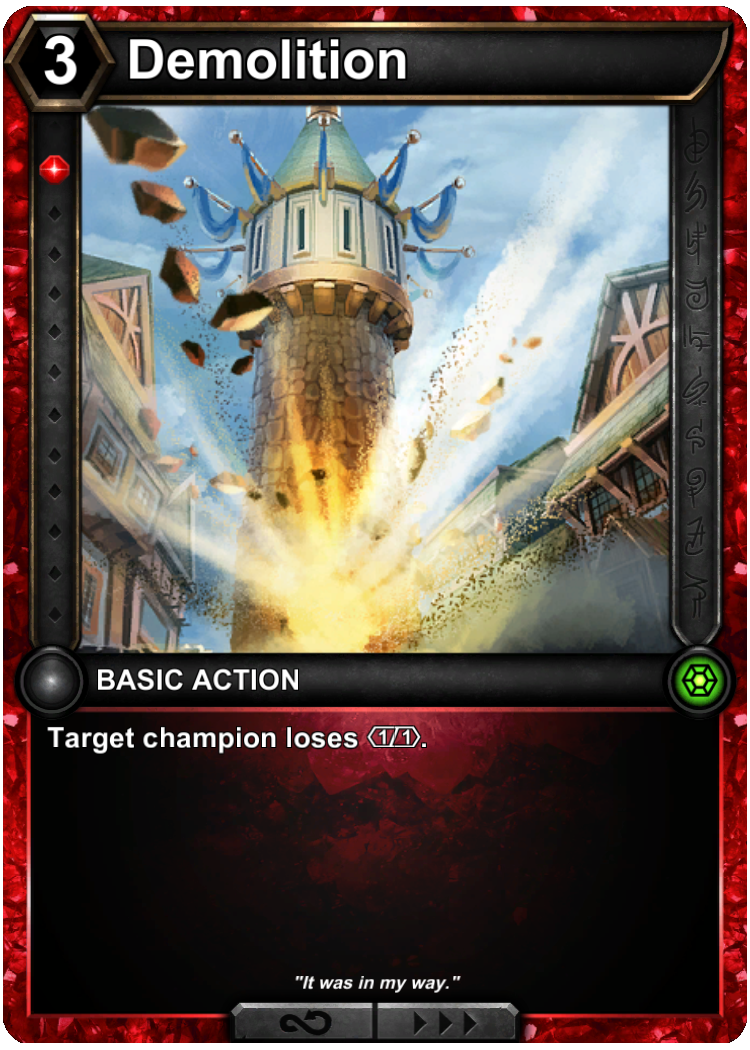 3 Demolition
BASIC ACTION
Target champion loses ⟨1/1⟩.
"It was in my way."